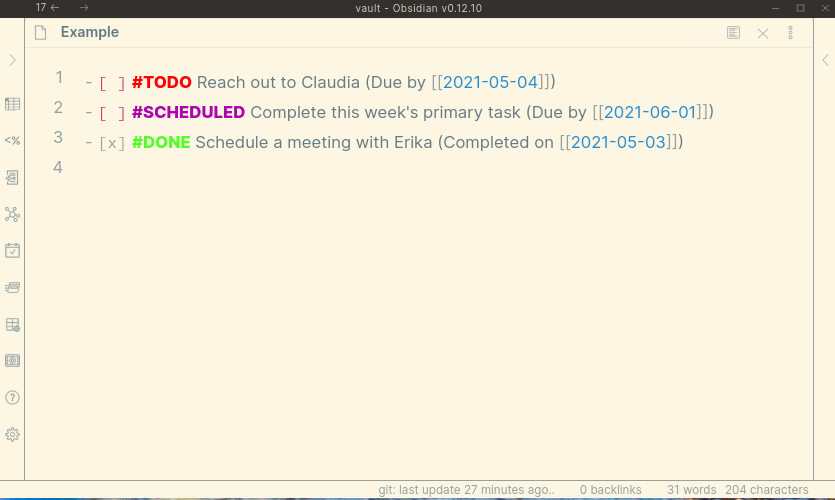 17
vault - Obsidian v0.12.10
Example
1 - [ ] #TODO Reach out to Claudia (Due by [[2021-05-04]])
2 - [ ] #SCHEDULED Complete this week's primary task (Due by [[2021-06-01]])
3 - [x] #DONE Schedule a meeting with Erika (Completed on [[2021-05-03]])
4
<%
git: last update 27 minutes ago.. 0 backlinks 31 words 204 characters